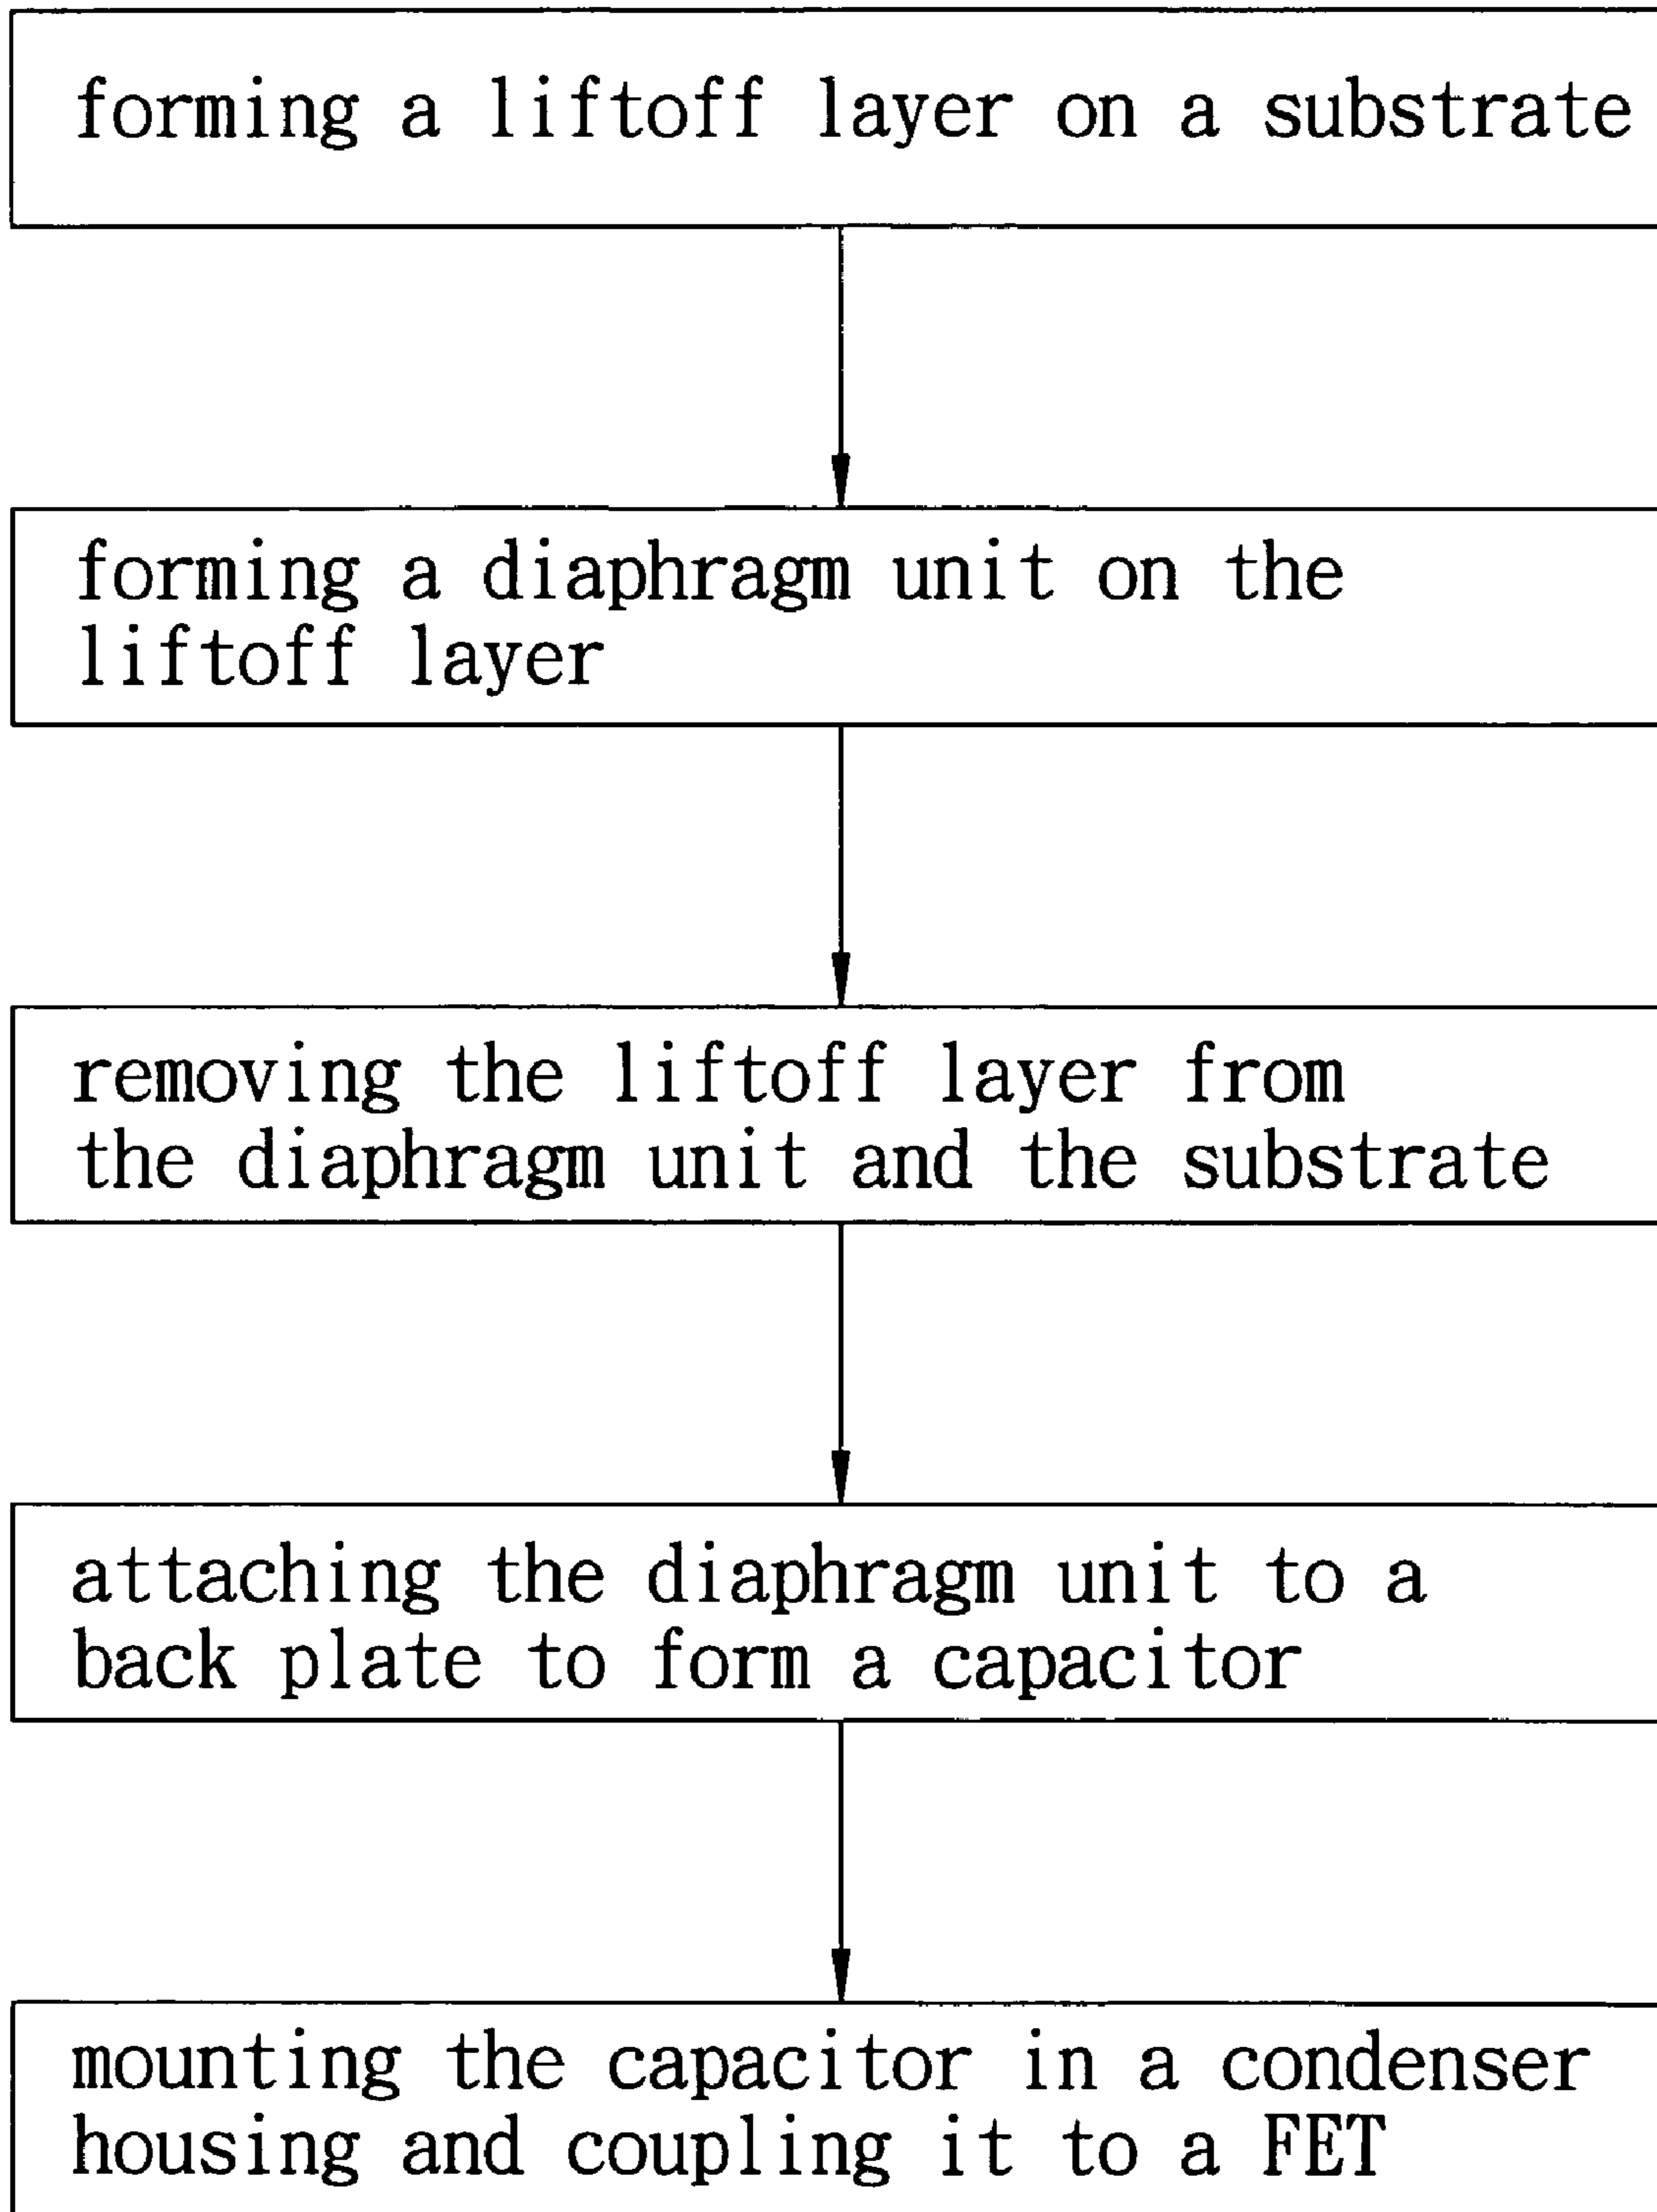 forming a liftoff layer on a substrate
forming a diaphragm unit on the
liftoff layer
removing the liftoff layer from
the diaphragm unit and the substrate
attaching the diaphragm unit to a
back plate to form a capacitor
mounting the capacitor in a condenser
housing and coupling it to a FET